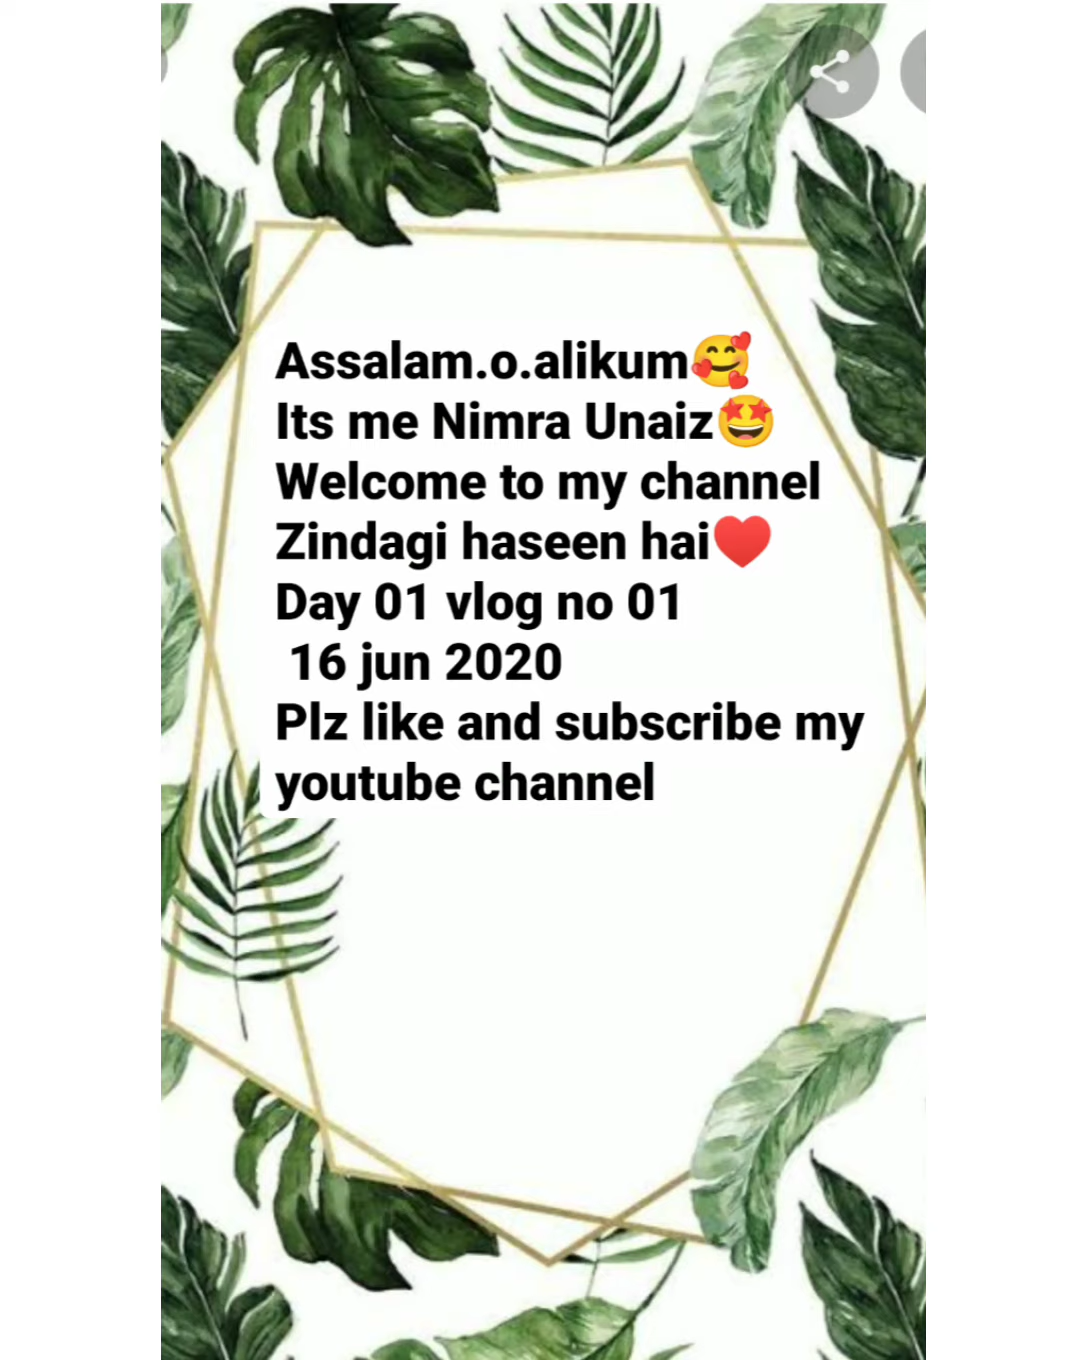 Assalam.o.alikum🥰
Its me Nimra Unaiz🤩
Welcome to my channel
Zindagi haseen hai♥️
Day 01 vlog no 01
16 jun 2020
Plz like and subscribe my
youtube channel